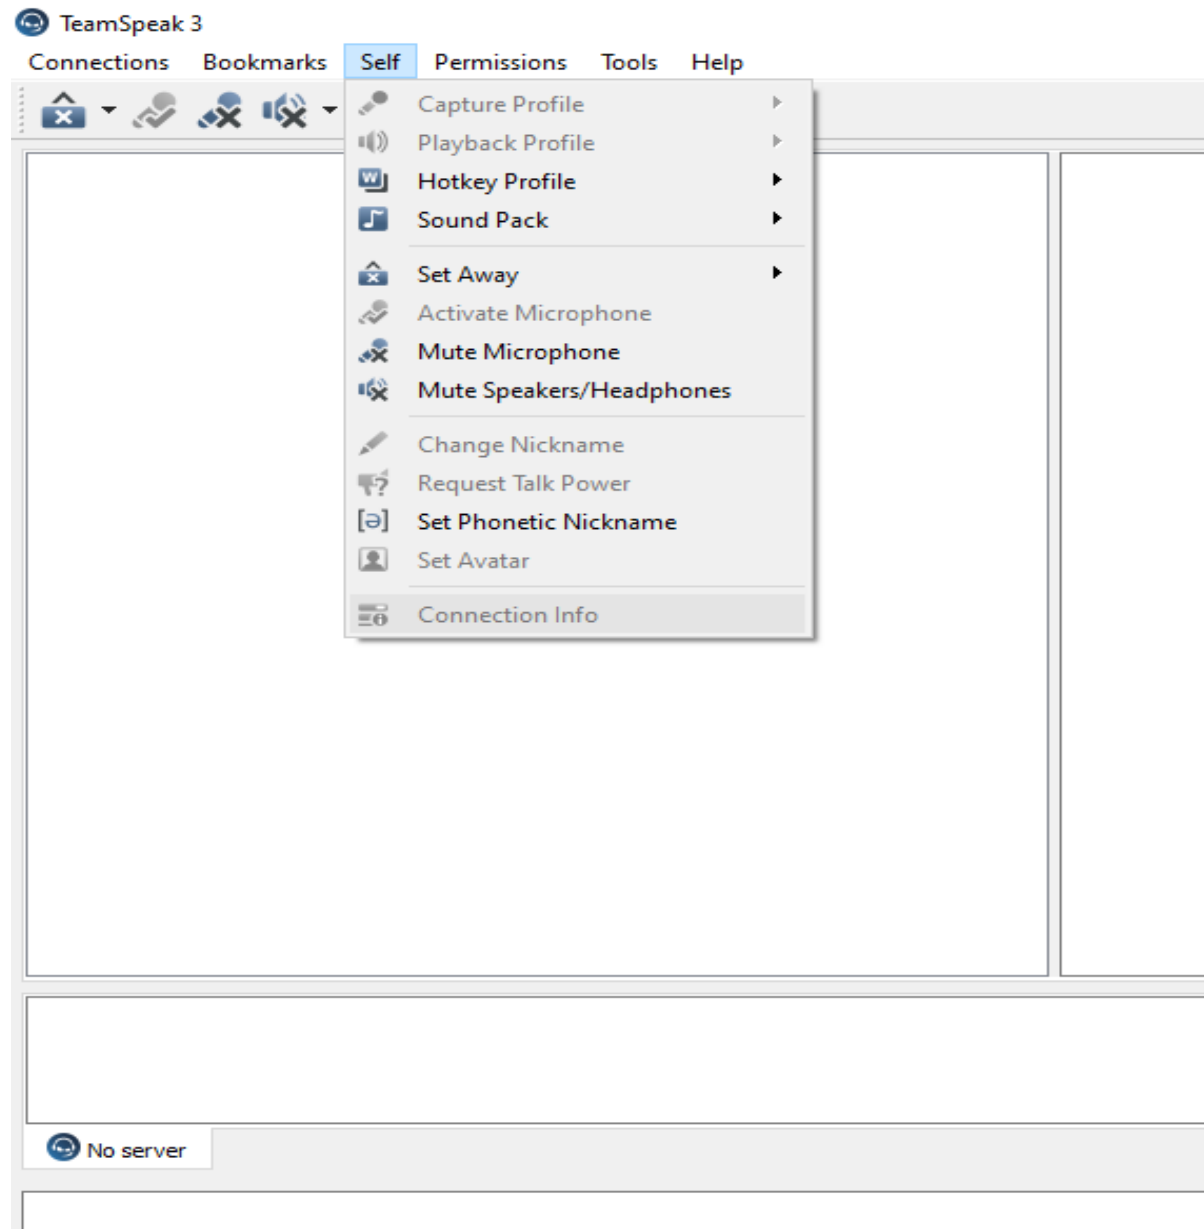 TeamSpeak 3
Connections Bookmarks Self Permissions Tools Help
Capture Profile
Playback Profile
Hotkey Profile
Sound Pack
Set Away
Activate Microphone
Mute Microphone
Mute Speakers/Headphones
Change Nickname
Request Talk Power
[ə] Set Phonetic Nickname
Set Avatar
Connection Info
No server